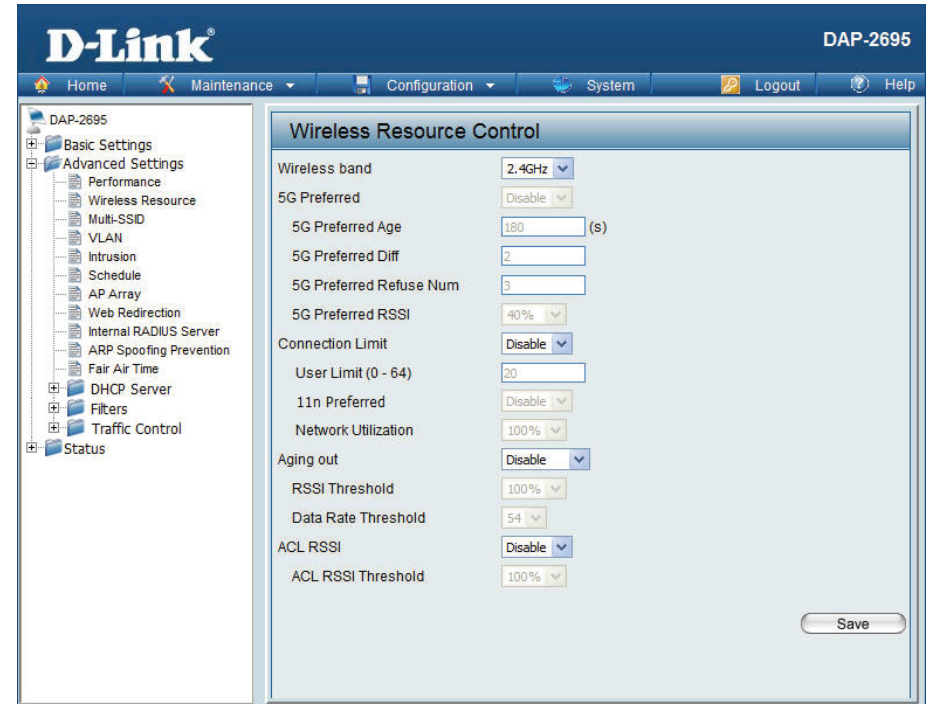 D-Link®
DAP-2695
Home Maintenance Configuration System Logout Help
DAP-2695
Basic Settings
Advanced Settings
Performance
Wireless Resource
Multi-SSID
VLAN
Intrusion
Schedule
AP Array
Web Redirection
Internal RADIUS Server
ARP Spoofing Prevention
Fair Air Time
DHCP Server
Filters
Traffic Control
Status
Wireless Resource Control
Wireless band 2.4GHz
5G Preferred Disable
5G Preferred Age 180 (s)
5G Preferred Diff 2
5G Preferred Refuse Num 3
5G Preferred RSSI 40%
Connection Limit Disable
User Limit (0 - 64) 20
11n Preferred Disable
Network Utilization 100%
Aging out Disable
RSSI Threshold 100%
Data Rate Threshold 54
ACL RSSI Disable
ACL RSSI Threshold 100%
Save